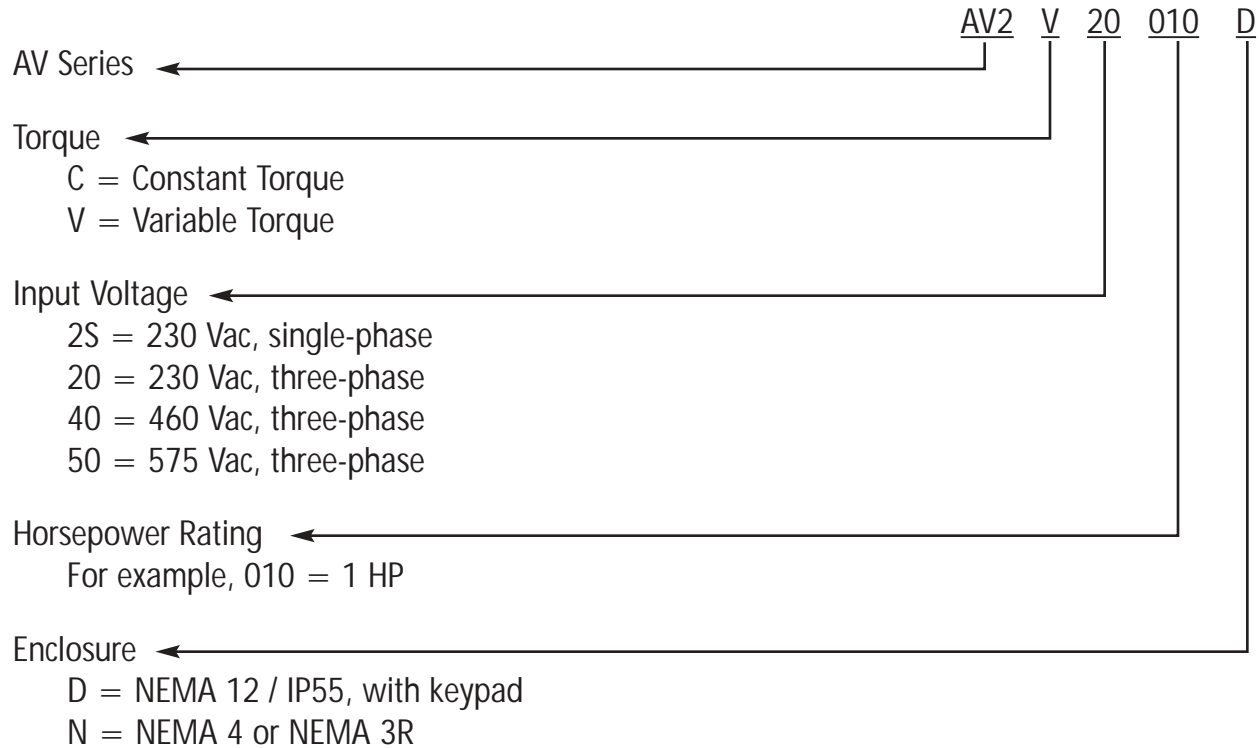 AV2 V 20 010 D
AV Series
Torque
C = Constant Torque
V = Variable Torque
Input Voltage
2S = 230 Vac, single-phase
20 = 230 Vac, three-phase
40 = 460 Vac, three-phase
50 = 575 Vac, three-phase
Horsepower Rating
For example, 010 = 1 HP
Enclosure
D = NEMA 12 / IP55, with keypad
N = NEMA 4 or NEMA 3R